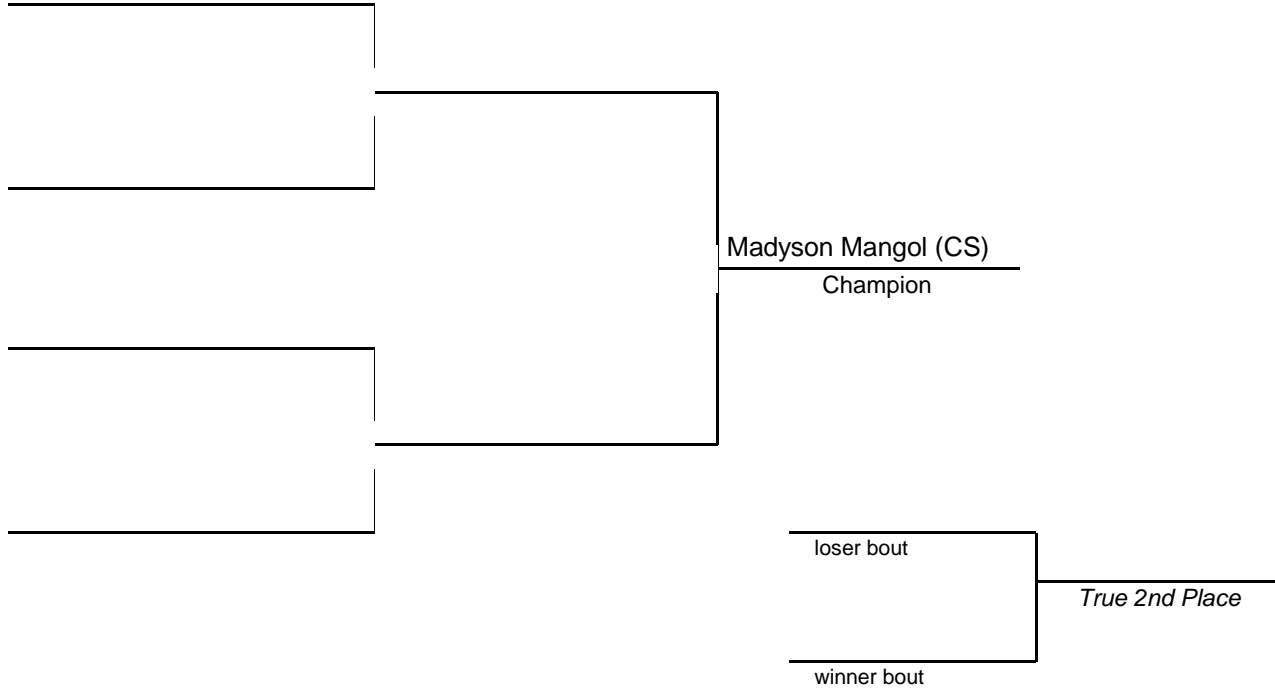 Madyson Mangol (CS)
Champion
loser bout
True 2nd Place
winner bout